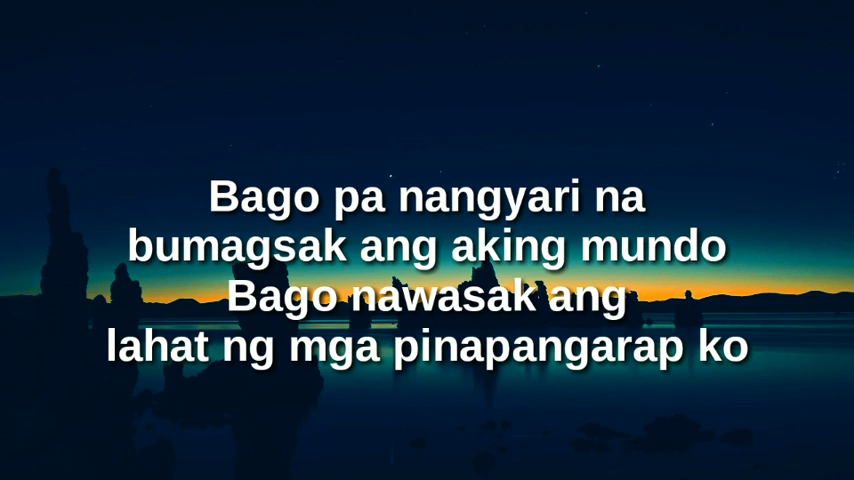 Bago pa nangyari na
bumagsak ang aking mundo
Bago nawasak ang
lahat ng mga pinapangarap ko